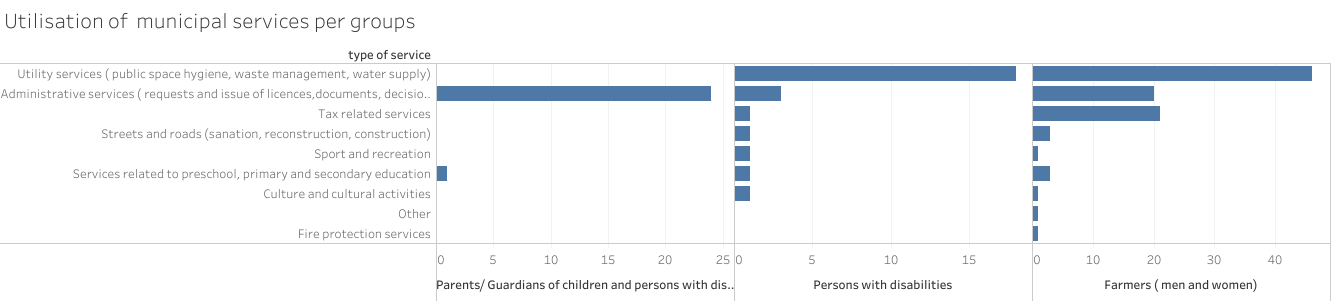 Utilisation of municipal services per groups
type of service
Utility services ( public space hygiene, waste management, water supply)
Administrative services ( requests and issue of licences,documents, decisio..
Tax related services
Streets and roads (sanation, reconstruction, construction)
Sport and recreation
Services related to preschool, primary and secondary education
Culture and cultural activities
Other
Fire protection services
0 5 10 15 20 25 0 5 10 15 0 10 20 30 40
Parents/ Guardians of children and persons with dis.. Persons with disabilities Farmers ( men and women)